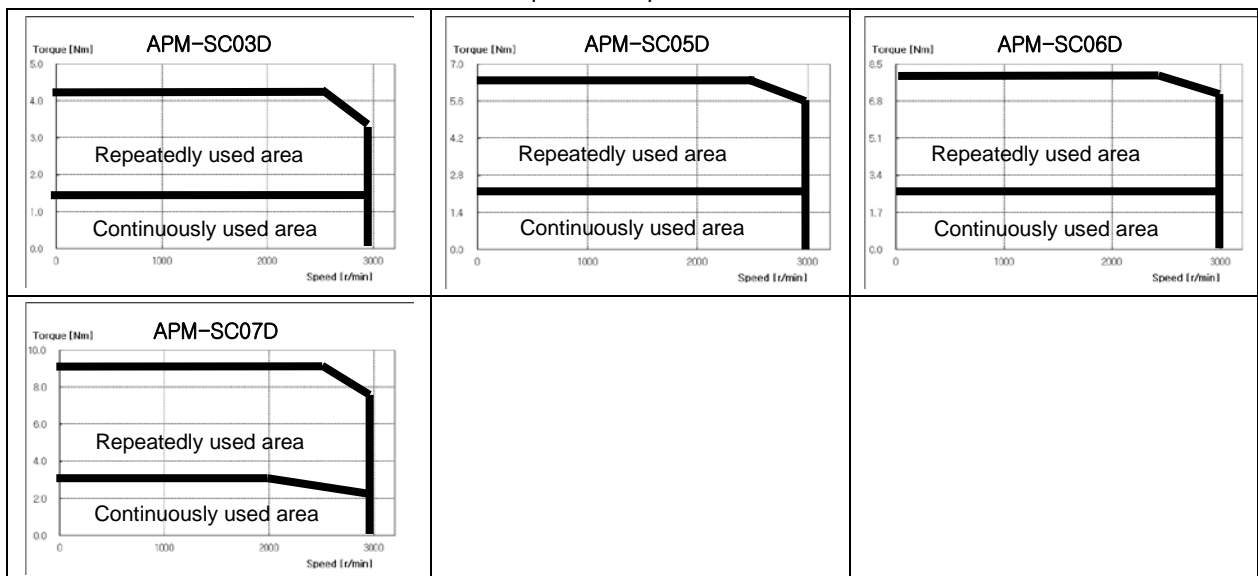 APM-SC03D
Torque [Nm]
5.0
4.0
3.0
2.0
1.0
0.0
Repeatedly used area
Continuously used area
0 1000 2000 3000
Speed [r/min]
APM-SC05D
Torque [Nm]
7.0
5.6
4.2
2.8
1.4
0.0
Repeatedly used area
Continuously used area
0 1000 2000 3000
Speed [r/min]
APM-SC06D
Torque [Nm]
8.5
6.8
5.1
3.4
1.7
0.0
Repeatedly used area
Continuously used area
0 1000 2000 3000
Speed [r/min]
APM-SC07D
Torque [Nm]
10.0
8.0
6.0
4.0
2.0
0.0
Repeatedly used area
Continuously used area
0 1000 2000 3000
Speed [r/min]